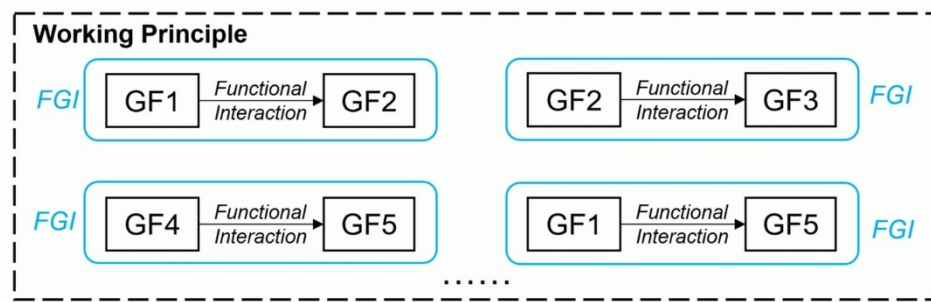 Working Principle
FGI GF1 Functional Interaction GF2
GF2 Functional Interaction GF3 FGI
FGI GF4 Functional Interaction GF5
GF1 Functional Interaction GF5 FGI
......